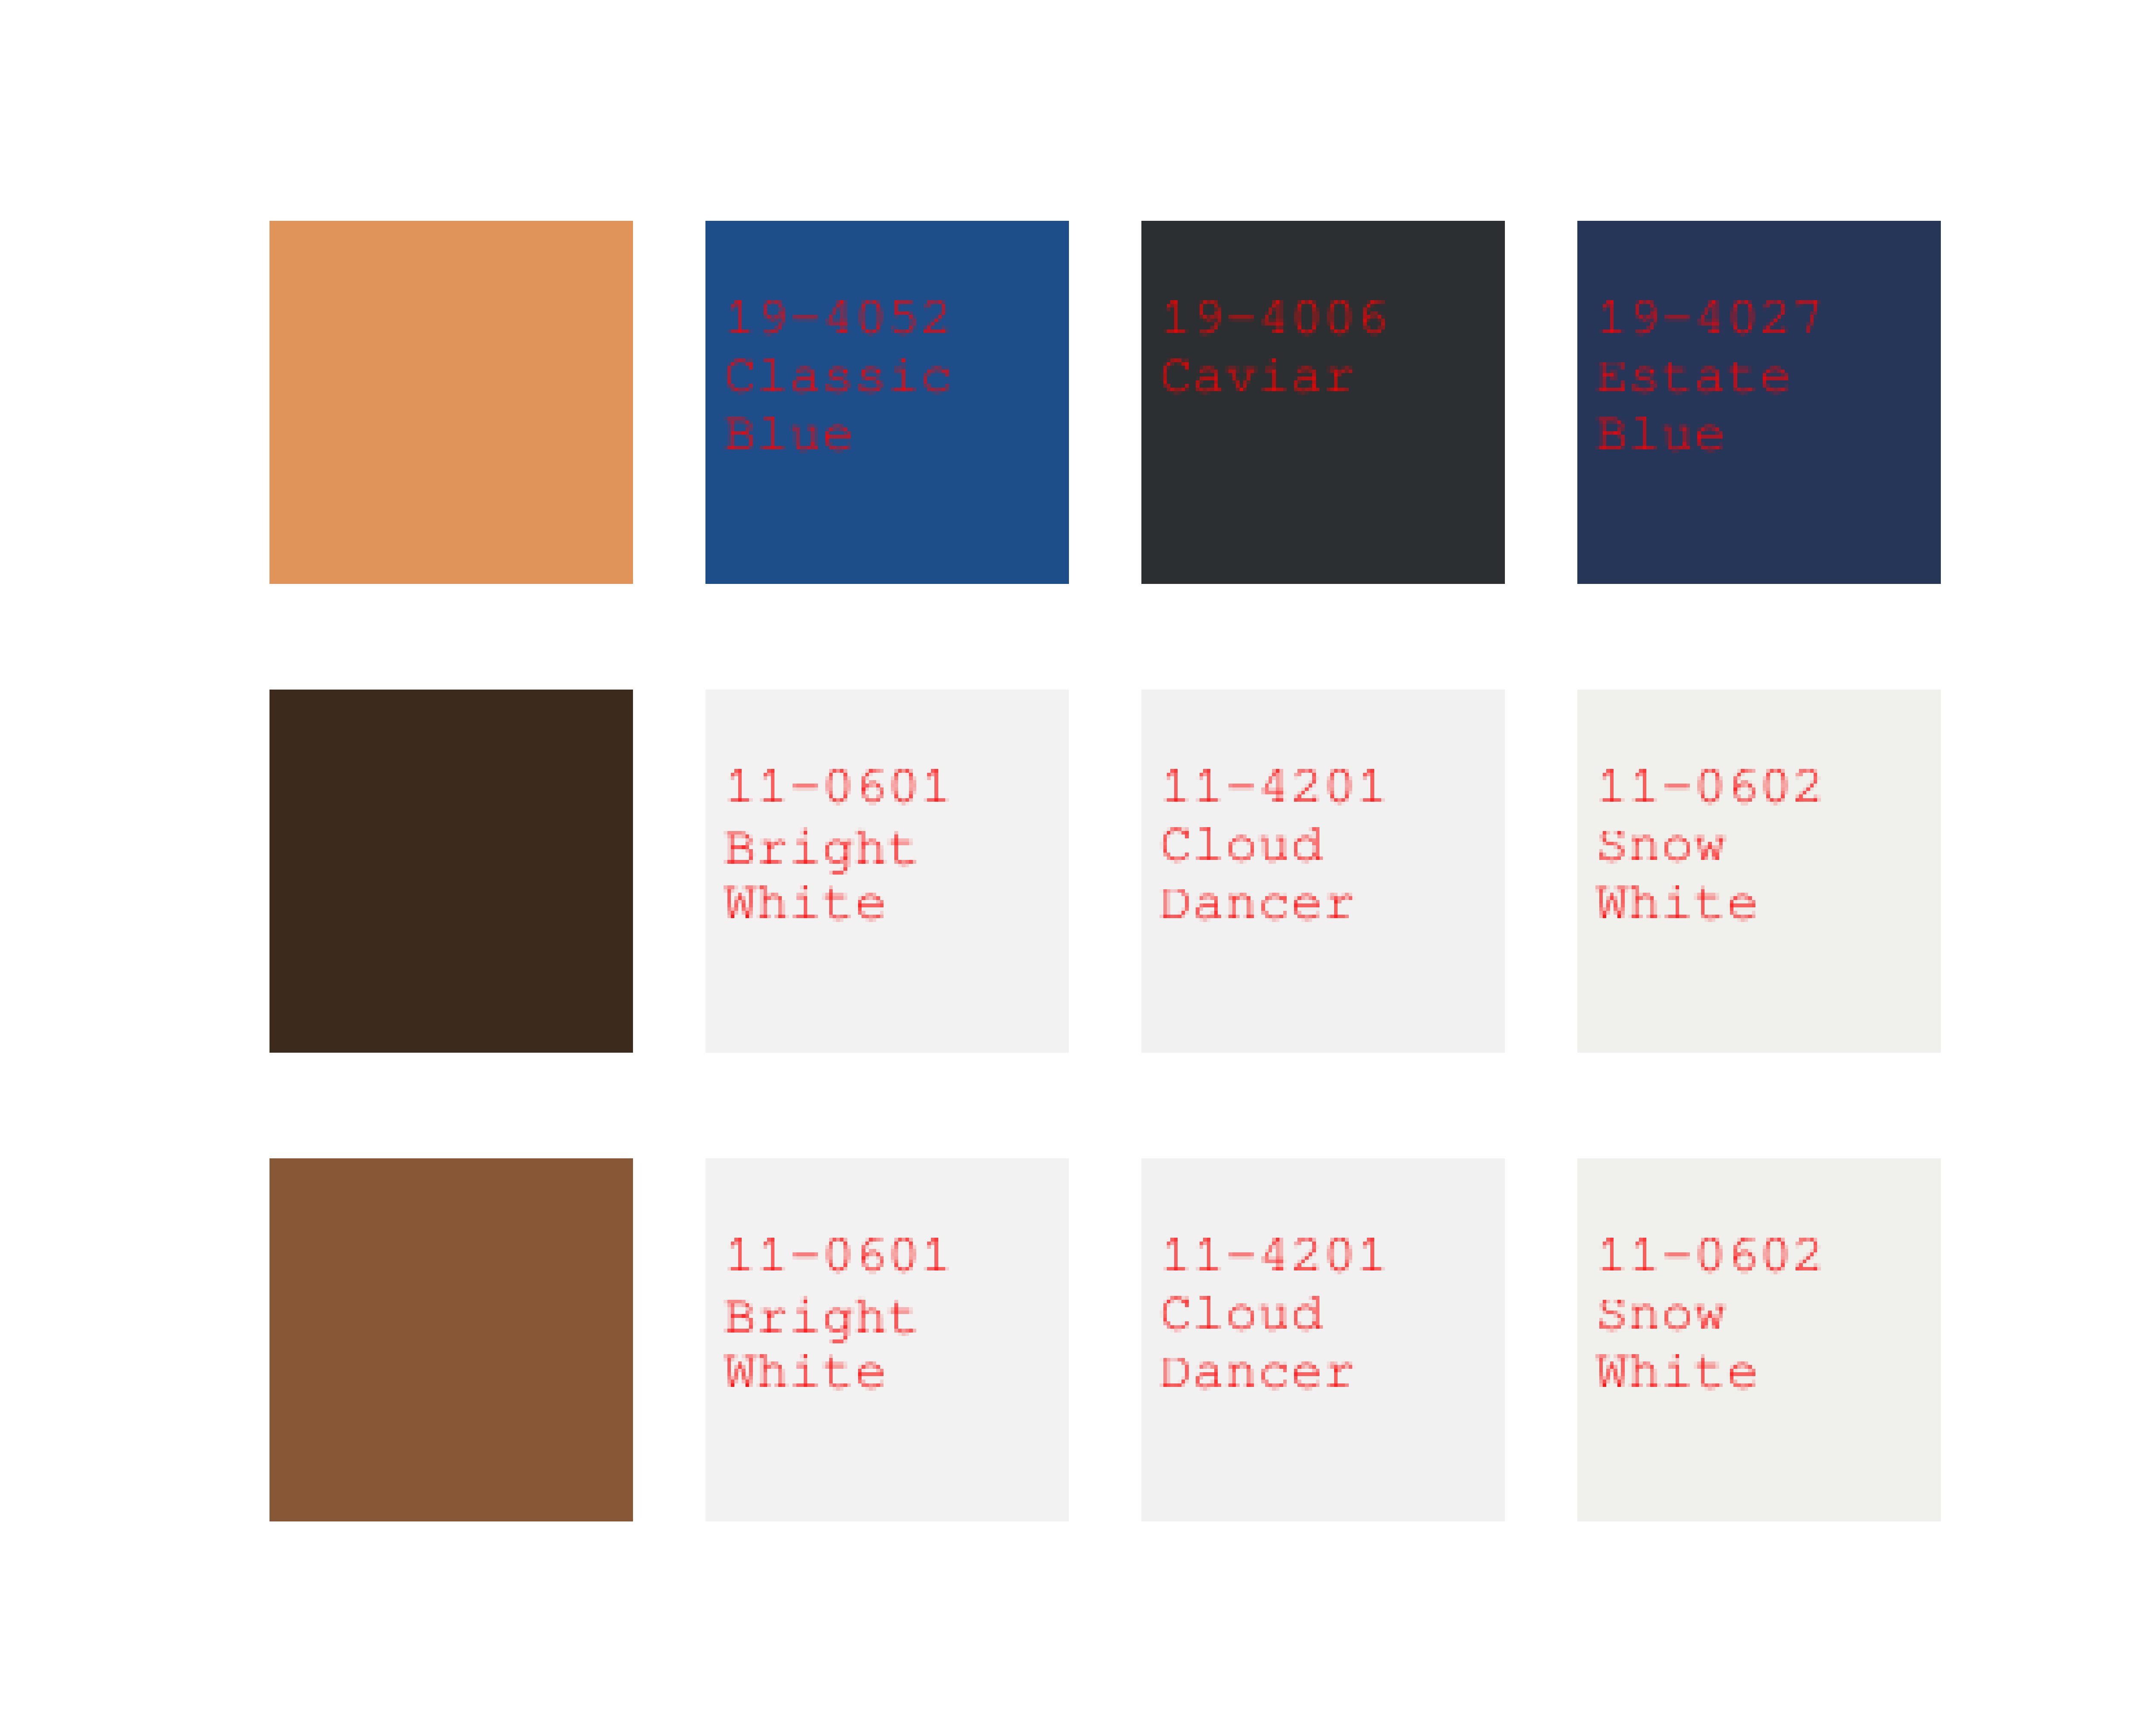 19-4052
Classic
Blue
19-4006
Caviar
19-4027
Estate
Blue
11-0601
Bright
White
11-4201
Cloud
Dancer
11-0602
Snow
White
11-0601
Bright
White
11-4201
Cloud
Dancer
11-0602
Snow
White